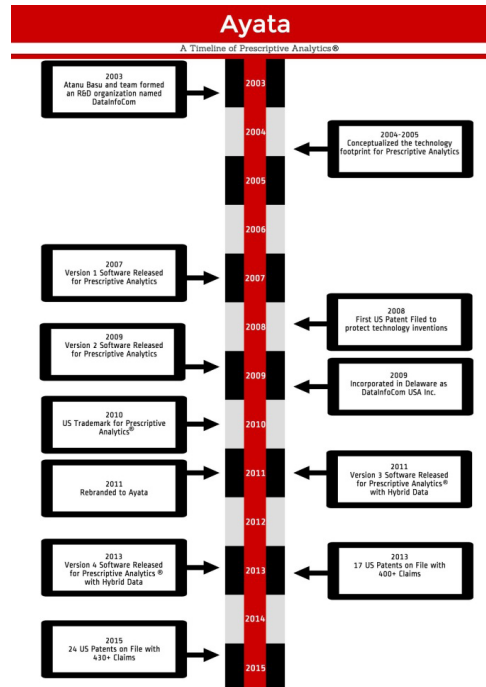 Ayata
A Timeline of Prescriptive Analytics®
2003
Atanu Basu and team formed
an R&D organization named
DataInfoCom
2003
2004
2004-2005
Conceptualized the technology
footprint for Prescriptive Analytics
2005
2006
2007
Version 1 Software Released
for Prescriptive Analytics
2007
2008
First US Patent Filed to
protect technology inventions
2008
2009
Version 2 Software Released
for Prescriptive Analytics
2009
2009
Incorporated in Delaware as
DataInfoCom USA Inc.
2010
US Trademark for Prescriptive
Analytics®
2010
2011
Rebranded to Ayata
2011
2011
Version 3 Software Released
for Prescriptive Analytics®
with Hybrid Data
2012
2013
Version 4 Software Released
for Prescriptive Analytics ®
with Hybrid Data
2013
2013
17 US Patents on File with
400+ Claims
2014
2015
24 US Patents on File with
430+ Claims
2015